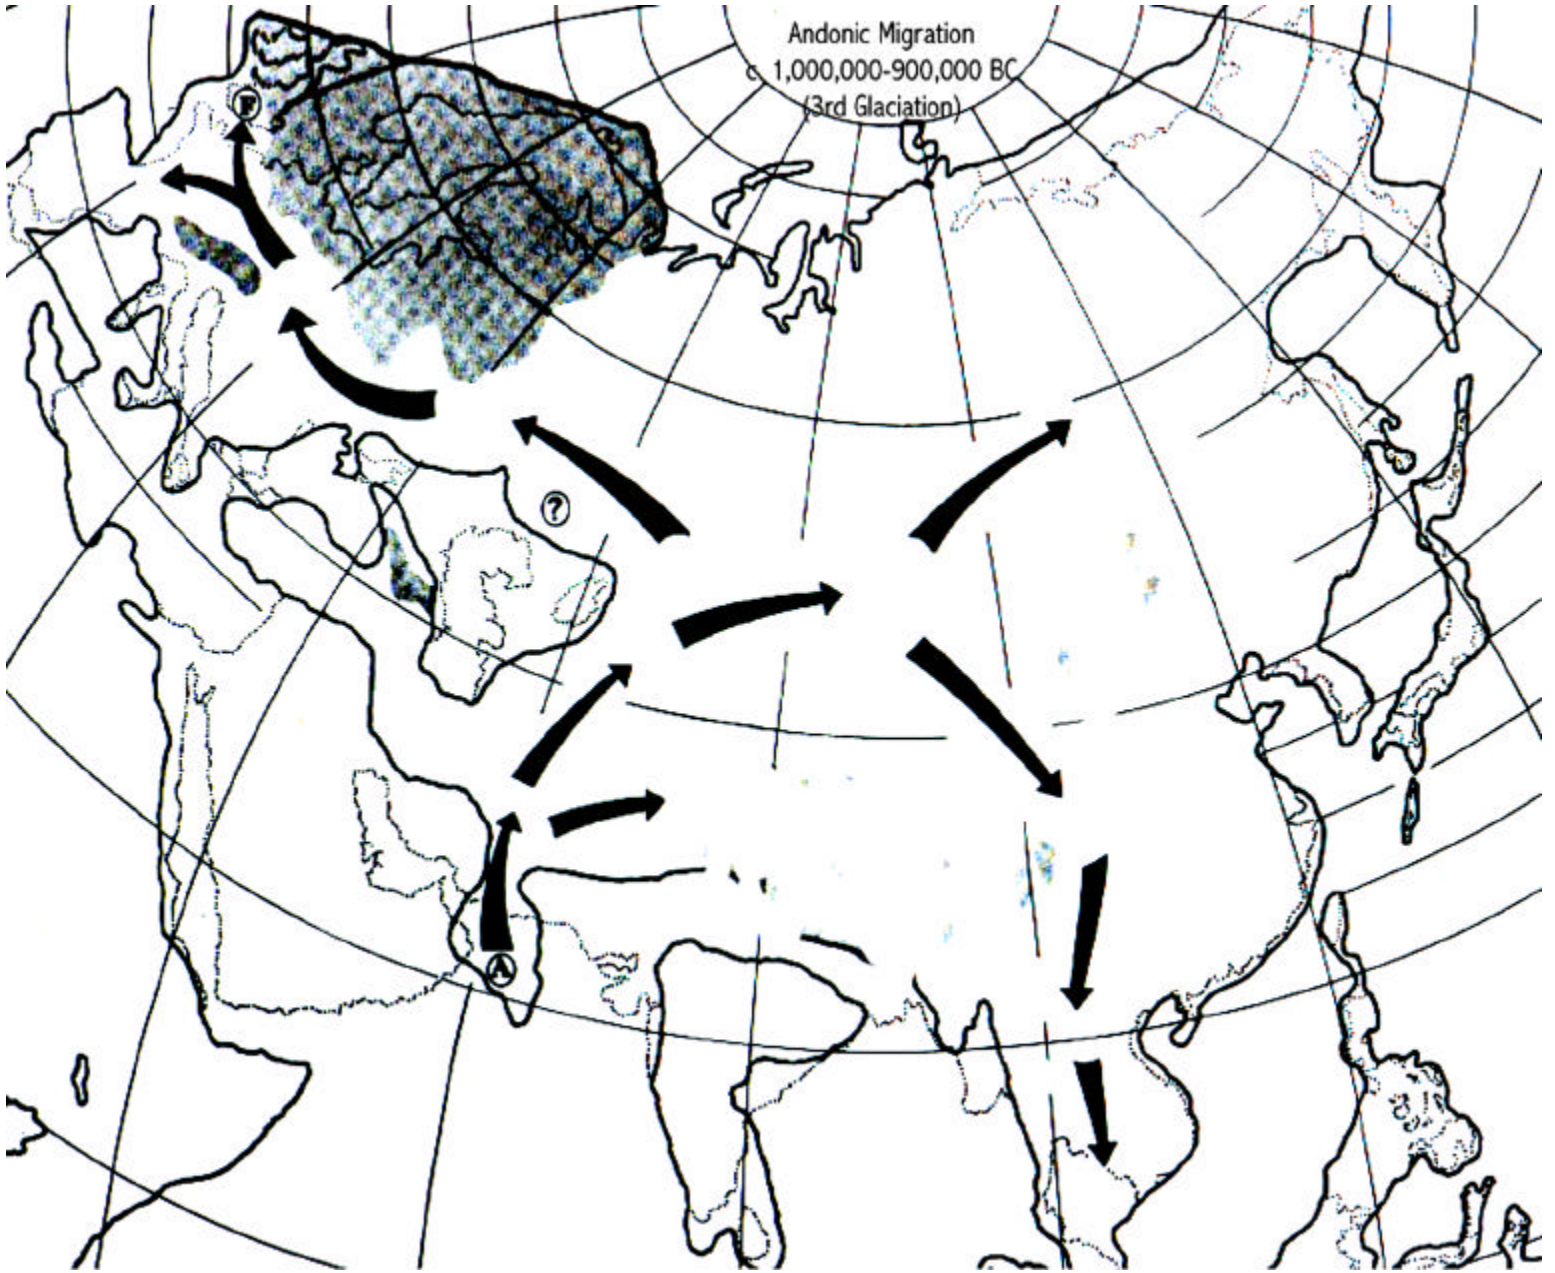 Andonic Migration
c. 1,000,000-900,000 BC
(3rd Glaciation)
F
?
A